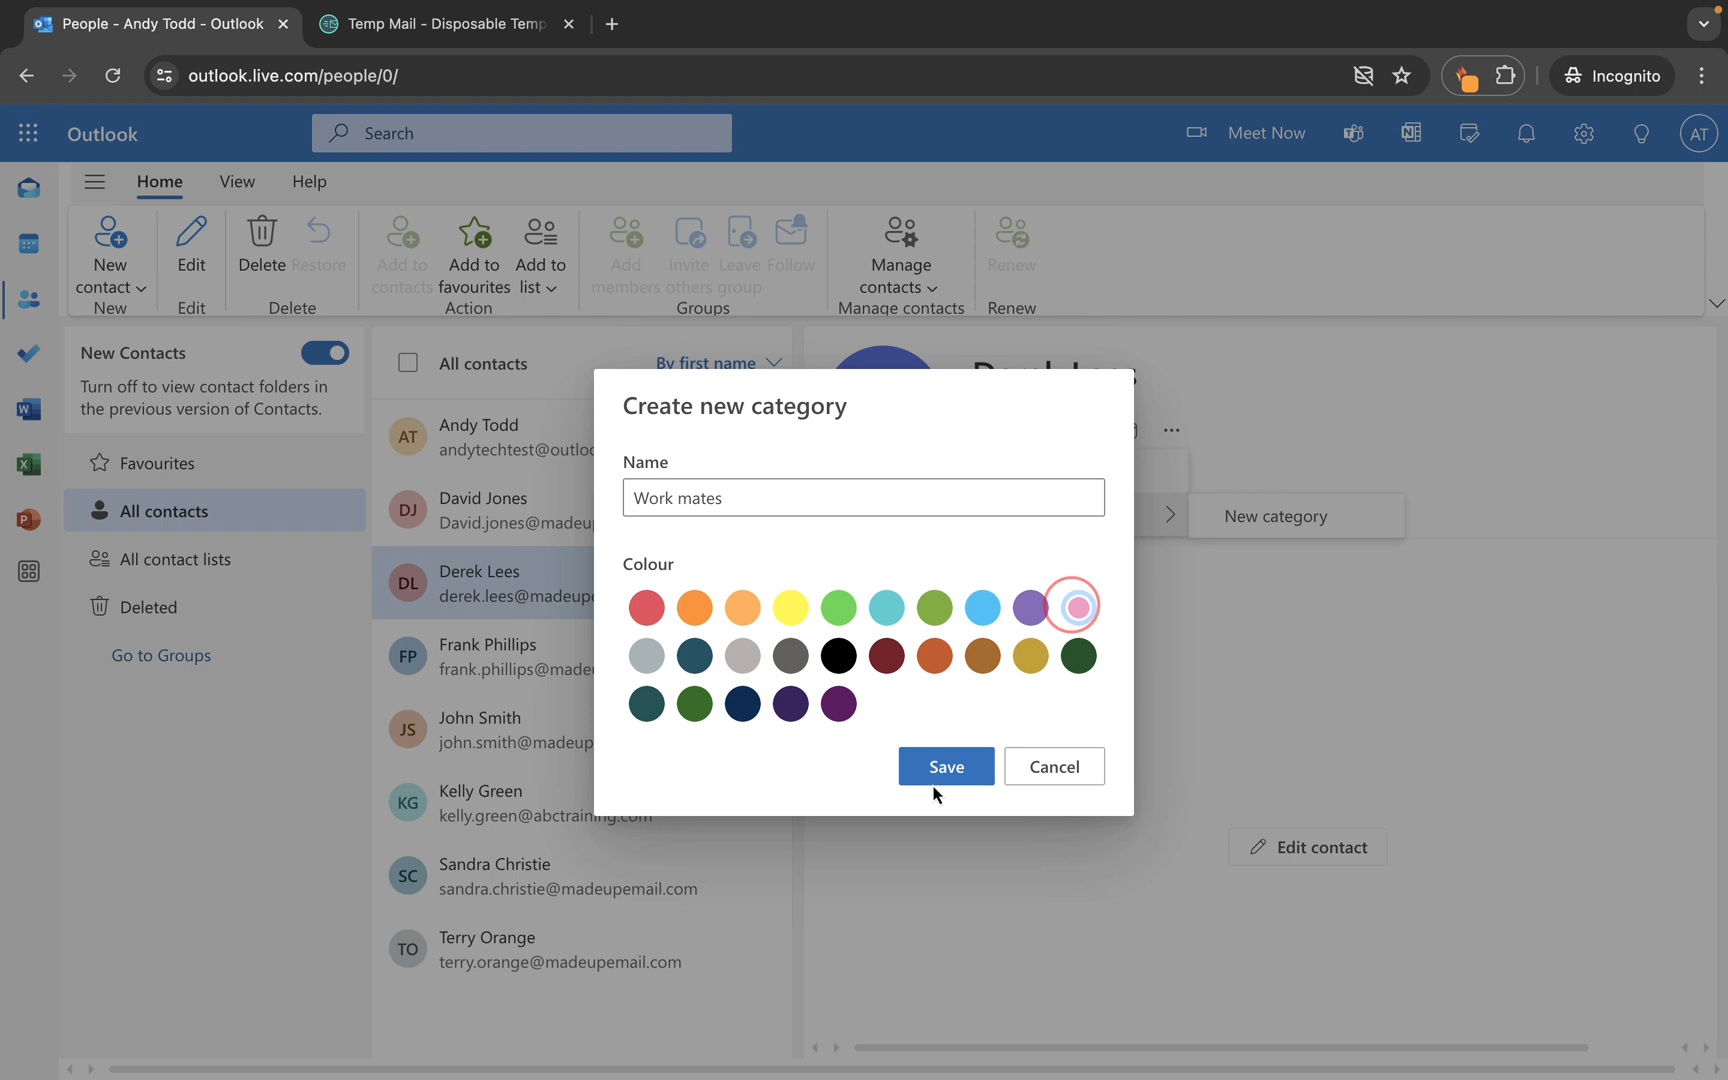 People - Andy Todd - Outlook
Temp Mail - Disposable Temp
outlook.live.com/people/0/
Incognito
Outlook
Search
Meet Now
AT
Home View Help
New contact
Edit
Delete
Restore
Add to contacts
Add to favourites
Add to list
Add members
Invite others
Leave group
Follow
Manage contacts
Renew
New
Edit
Delete
Action
Groups
Manage contacts
Renew
New Contacts
Turn off to view contact folders in
the previous version of Contacts.
Favourites
All contacts
All contact lists
Deleted
Go to Groups
All contacts
By first name
AT
Andy Todd
andytechtest@outlo
DJ
David Jones
David.jones@madeu
DL
Derek Lees
derek.lees@madeup
FP
Frank Phillips
frank.phillips@made
JS
John Smith
john.smith@madeup
KG
Kelly Green
kelly.green@abctraining.com
SC
Sandra Christie
sandra.christie@madeupemail.com
TO
Terry Orange
terry.orange@madeupemail.com
Derek Lees
Create new category
Name
Work mates
Colour
Save
Cancel
New category
Edit contact